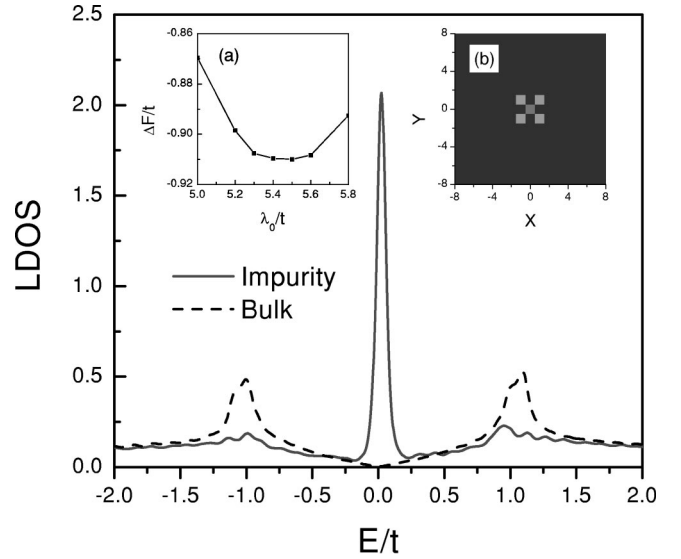 2.5
2.0
1.5
1.0
0.5
0.0
LDOS
-2.0 -1.5 -1.0 -0.5 0.0 0.5 1.0 1.5 2.0
E/t
Impurity
Bulk
(a)
-0.86
-0.88
-0.90
-0.92
ΔF/t
5.0 5.2 5.4 5.6 5.8
λ₀/t
(b)
8
4
0
-4
-8
Y
-8 -4 0 4 8
X